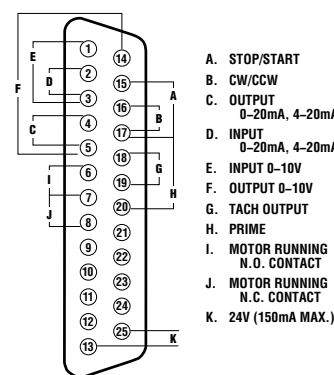 1
14
E
2
15
D
F
3
16
A
B
4
17
C
5
18
G
6
19
I
H
7
20
J
8
21
9
22
10
23
11
24
12
25
K
13
A. STOP/START
B. CW/CCW
C. OUTPUT
0–20mA, 4–20mA
D. INPUT
0–20mA, 4–20mA
E. INPUT 0–10V
F. OUTPUT 0–10V
G. TACH OUTPUT
H. PRIME
I. MOTOR RUNNING
N.O. CONTACT
J. MOTOR RUNNING
N.C. CONTACT
K. 24V (150mA MAX.)